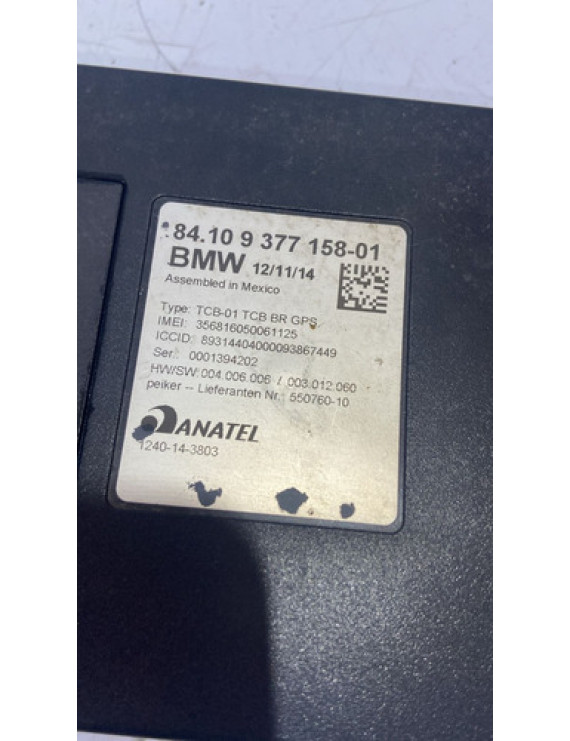 84.10 9 377 158-01
BMW 12/11/14
Assembled in Mexico
Type: TCB-01 TCB BR GPS
IMEI: 356816050061125
ICCID: 89314404000093867449
Ser.: 0001394202
HW/SW: 004.006.006 / 003.012.060
peiker -- Lieferanten Nr.: 550760-10
ANATEL
1240-14-3803